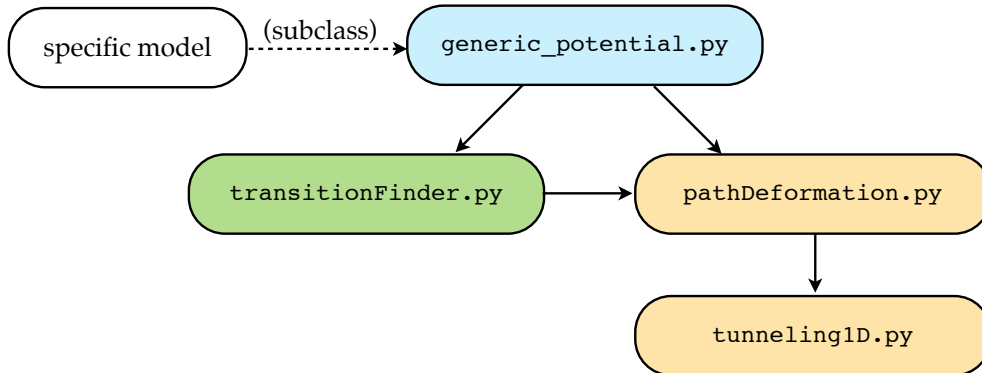 specific model
(subclass)
generic_potential.py
transitionFinder.py
pathDeformation.py
tunneling1D.py